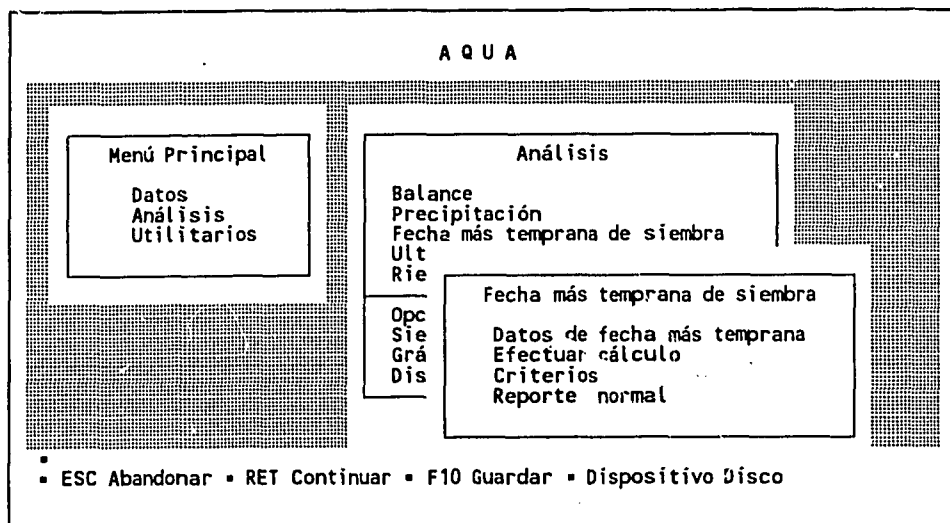 A Q U A
Menú Principal
Datos
Análisis
Utilitarios
Análisis
Balance
Precipitación
Fecha más temprana de siembra
Ult
Rie
Opc
Sie
Grá
Dis
Fecha más temprana de siembra
Datos de fecha más temprana
Efectuar cálculo
Criterios
Reporte normal
ESC Abandonar ▪ RET Continuar ▪ F10 Guardar ▪ Dispositivo Disco